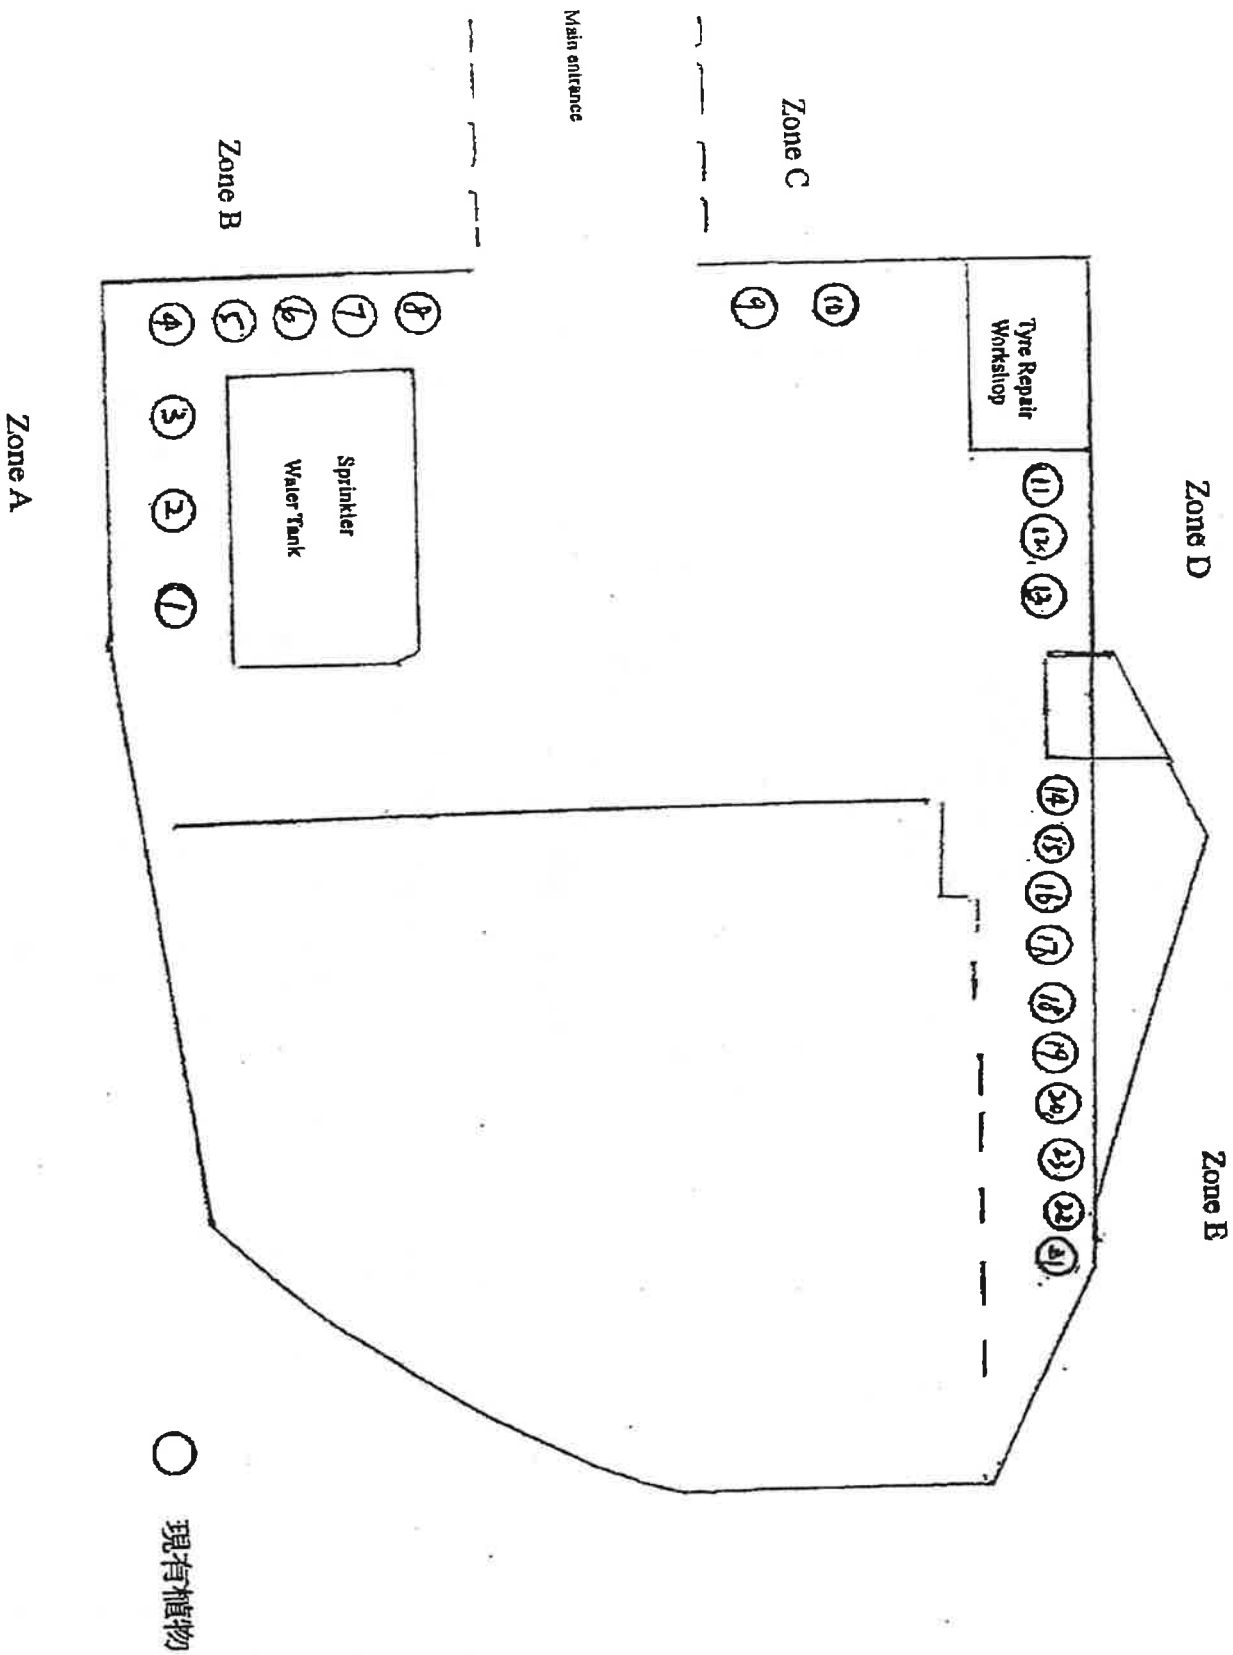 Main entrance
Zone C
Zone B
Zone A
Zone D
Zone E
Tyre Repair
Workshop
Sprinkler
Water Tank
8
7
6
5
4
3
2
1
9
10
11
12
13
14
15
16
17
18
19
20
23
22
21
現有植物